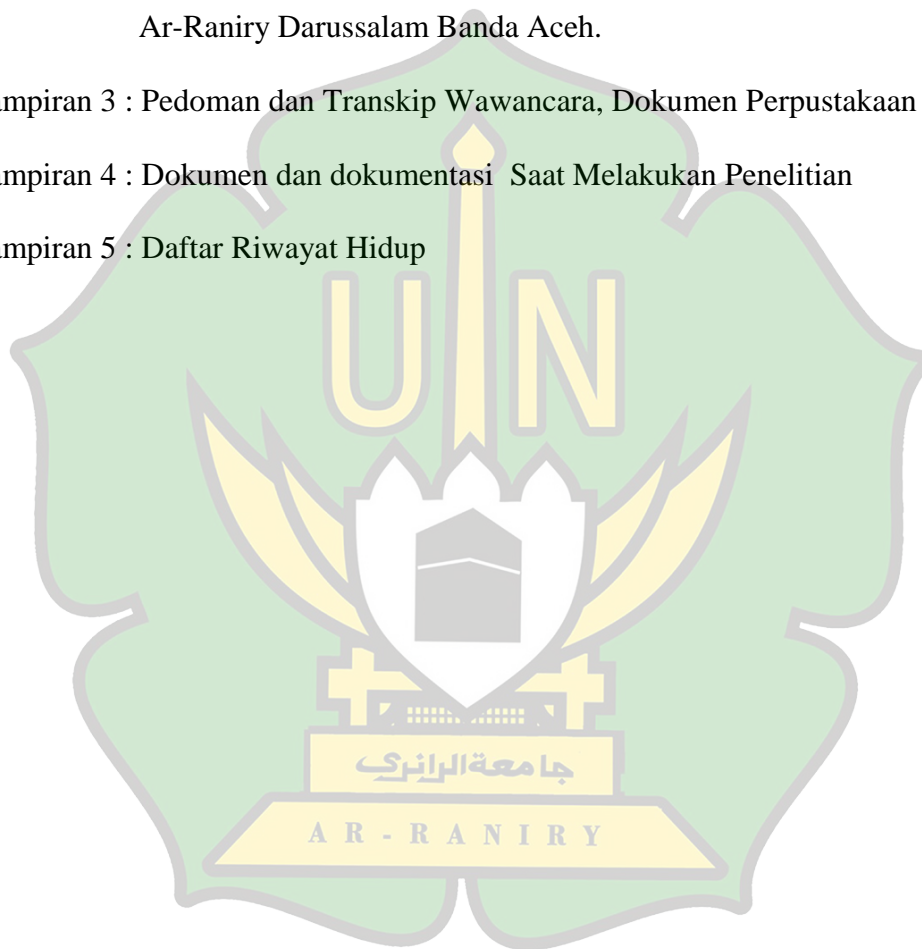 Ar-Raniry Darussalam Banda Aceh.
ampiran 3 : Pedoman dan Transkip Wawancara, Dokumen Perpustakaan
ampiran 4 : Dokumen dan dokumentasi Saat Melakukan Penelitian
ampiran 5 : Daftar Riwayat Hidup
UIN
جامعة الرانري
AR-RANIRY